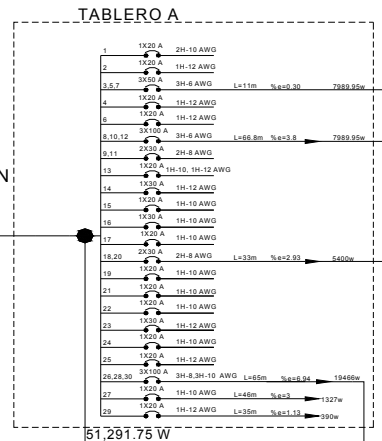 TABLERO A
1 1X20 A 2H-10 AWG
2 1X20 A 1H-12 AWG
3,5,7 3X50 A 3H-6 AWG L=11m %e=0.30 7989.95w
4 1X20 A 1H-12 AWG
6 1X20 A 1H-12 AWG
8,10,12 3X100 A 3H-6 AWG L=66.8m %e=3.8 7989.95w
9,11 2X30 A 2H-8 AWG
N
13 1X20 A 1H-10, 1H-12 AWG
14 1X30 A 1H-12 AWG
15 1X20 A 1H-10 AWG
16 1X30 A 1H-10 AWG
17 1X20 A 1H-10 AWG
18,20 2X30 A 2H-8 AWG L=33m %e=2.93 5400w
19 1X20 A 1H-10 AWG
21 1X20 A 1H-10 AWG
22 1X20 A 1H-10 AWG
23 1X30 A 1H-12 AWG
24 1X20 A 1H-10 AWG
25 1X20 A 1H-12 AWG
26,28,30 3X100 A 3H-8,3H-10 AWG L=65m %e=6.94 19466w
27 1X20 A 1H-10 AWG L=46m %e=3 1327w
29 1X20 A 1H-12 AWG L=35m %e=1.13 390w
51,291.75 W